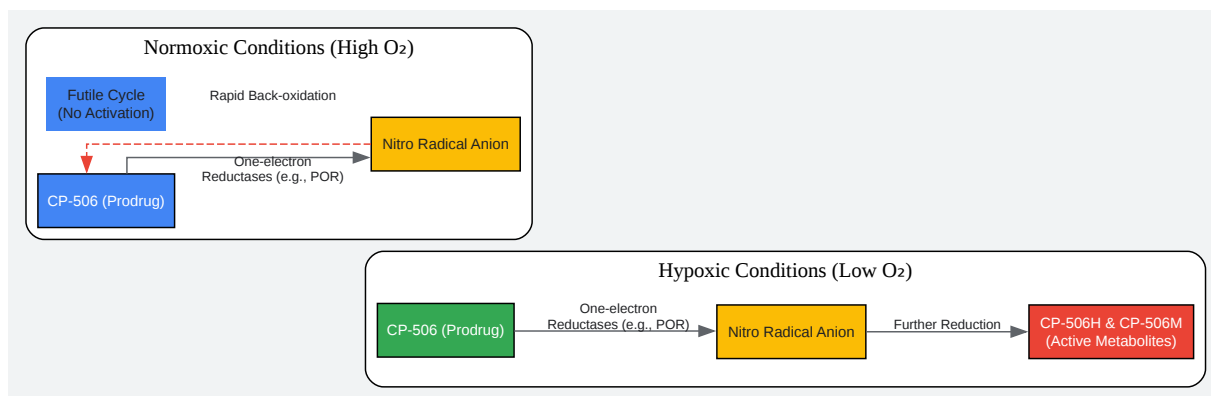 Normoxic Conditions (High O₂)
Futile Cycle
(No Activation)
Rapid Back-oxidation
Nitro Radical Anion
One-electron
Reductases (e.g., POR)
CP-506 (Prodrug)
Hypoxic Conditions (Low O₂)
CP-506 (Prodrug)
One-electron
Reductases (e.g., POR)
Nitro Radical Anion
Further Reduction
CP-506H & CP-506M
(Active Metabolites)